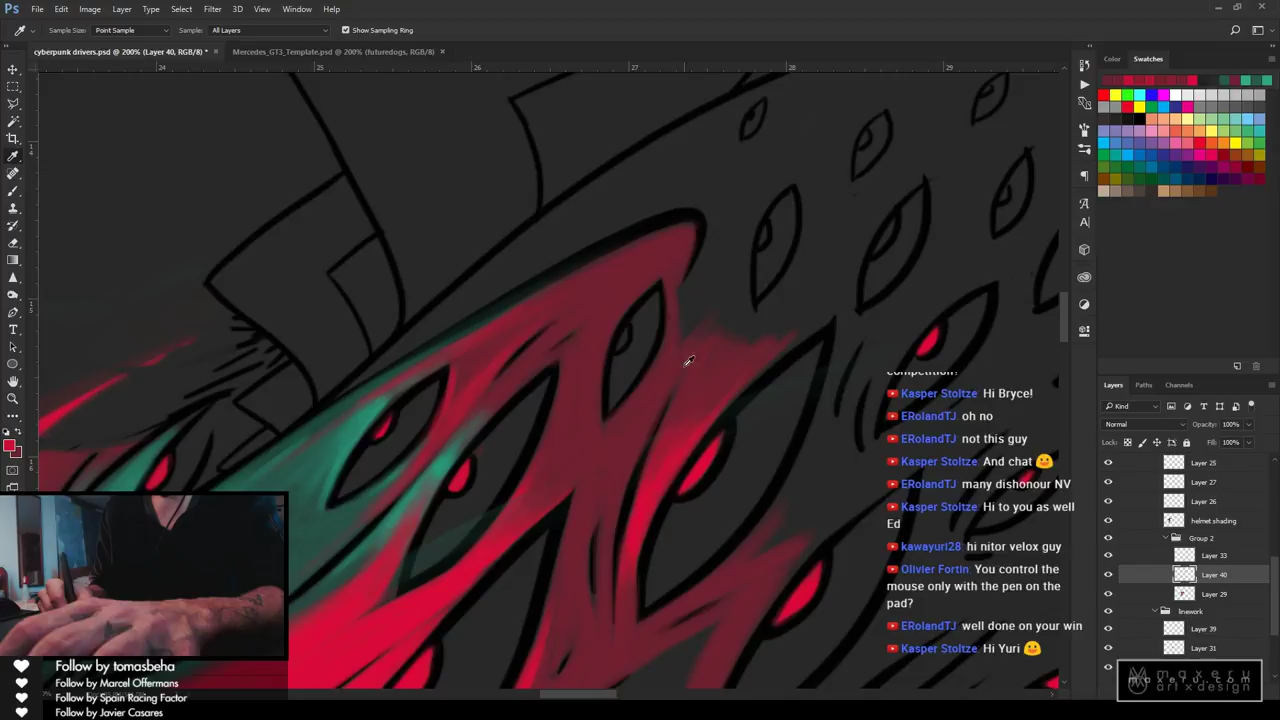 Ps File Edit Image Layer Type Select Filter 3D View Window Help
Sample Size: Point Sample Sample: All Layers Show Sampling Ring
cyberpunk drivers.psd @ 200% (Layer 40, RGB/8) * × Mercedes_GT3_Template.psd @ 200% (futuredogs, RGB/8) ×
Color Swatches
24 25 26 27 28 29
competition?
Kasper Stoltze Hi Bryce!
ERolandTJ oh no
ERolandTJ not this guy
Kasper Stoltze And chat
ERolandTJ many dishonour NV
Kasper Stoltze Hi to you as well
Ed
kawayuri28: hi nitor velox guy
Olivier Fortin: You control the
mouse only with the pen on the
pad?
ERolandTJ well done on your win
Kasper Stoltze Hi Yuri
Layers Paths Channels
Kind
Normal Opacity: 100%
Lock: Fill: 100%
Layer 25
Layer 27
Layer 26
helmet shading
Group 2
Layer 33
Layer 40
Layer 29
linework
Layer 39
Layer 31
maxeru
art x design
Follow by tomasbeha
Follow by Marcel Offermans
Follow by Spain Racing Factor
Follow by Javier Casares